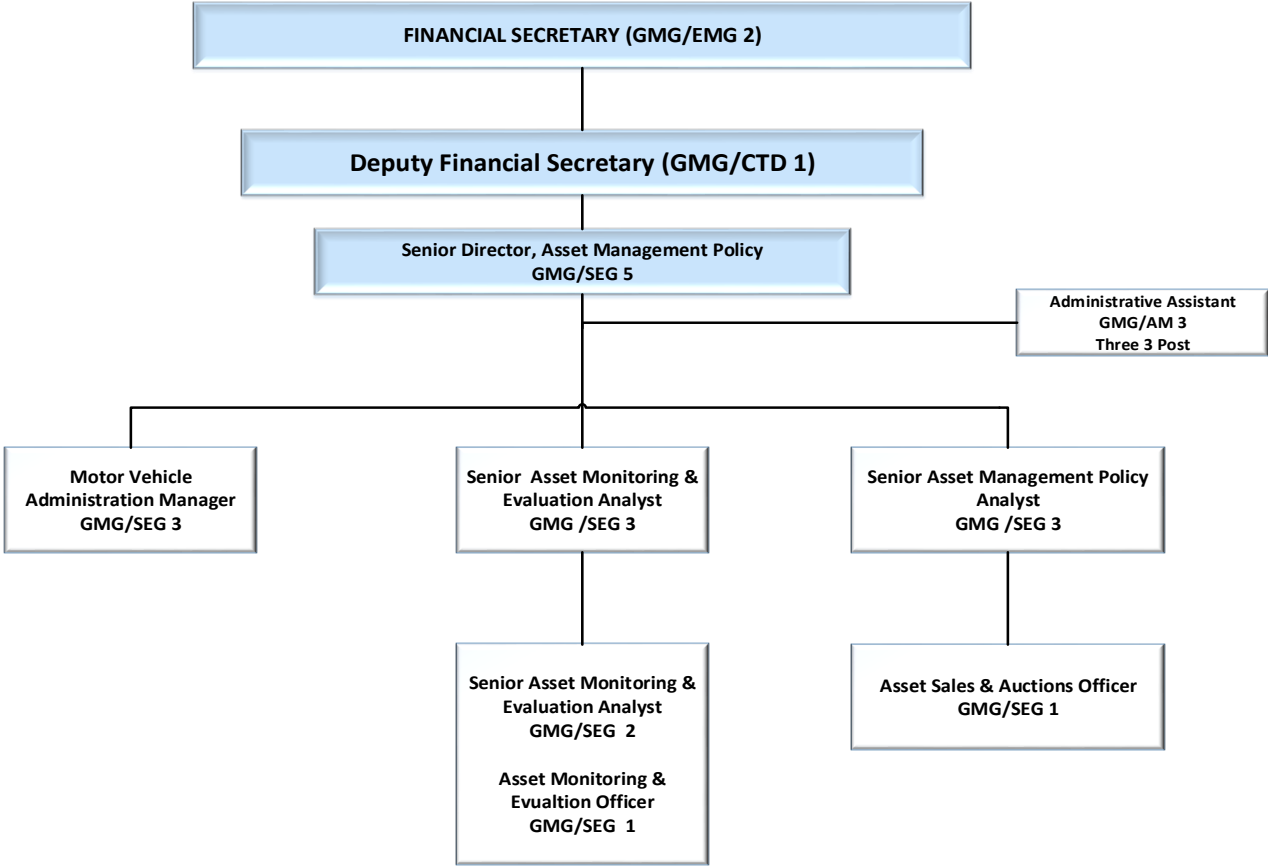 FINANCIAL SECRETARY (GMG/EMG 2)
Deputy Financial Secretary (GMG/CTD 1)
Senior Director, Asset Management Policy
GMG/SEG 5
Administrative Assistant
GMG/AM 3
Three 3 Post
Motor Vehicle
Administration Manager
GMG/SEG 3
Senior Asset Monitoring &
Evaluation Analyst
GMG /SEG 3
Senior Asset Management Policy
Analyst
GMG /SEG 3
Senior Asset Monitoring &
Evaluation Analyst
GMG/SEG 2
Asset Monitoring &
Evualtion Officer
GMG/SEG 1
Asset Sales & Auctions Officer
GMG/SEG 1